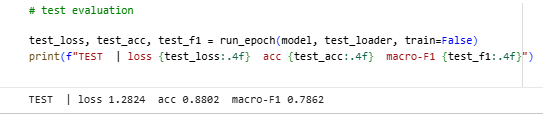 # test evaluation
test_loss, test_acc, test_f1 = run_epoch(model, test_loader, train=False)
print(f"TEST  | loss {test_loss:.4f}  acc {test_acc:.4f}  macro-F1 {test_f1:.4f}")
TEST  | loss 1.2824  acc 0.8802  macro-F1 0.7862